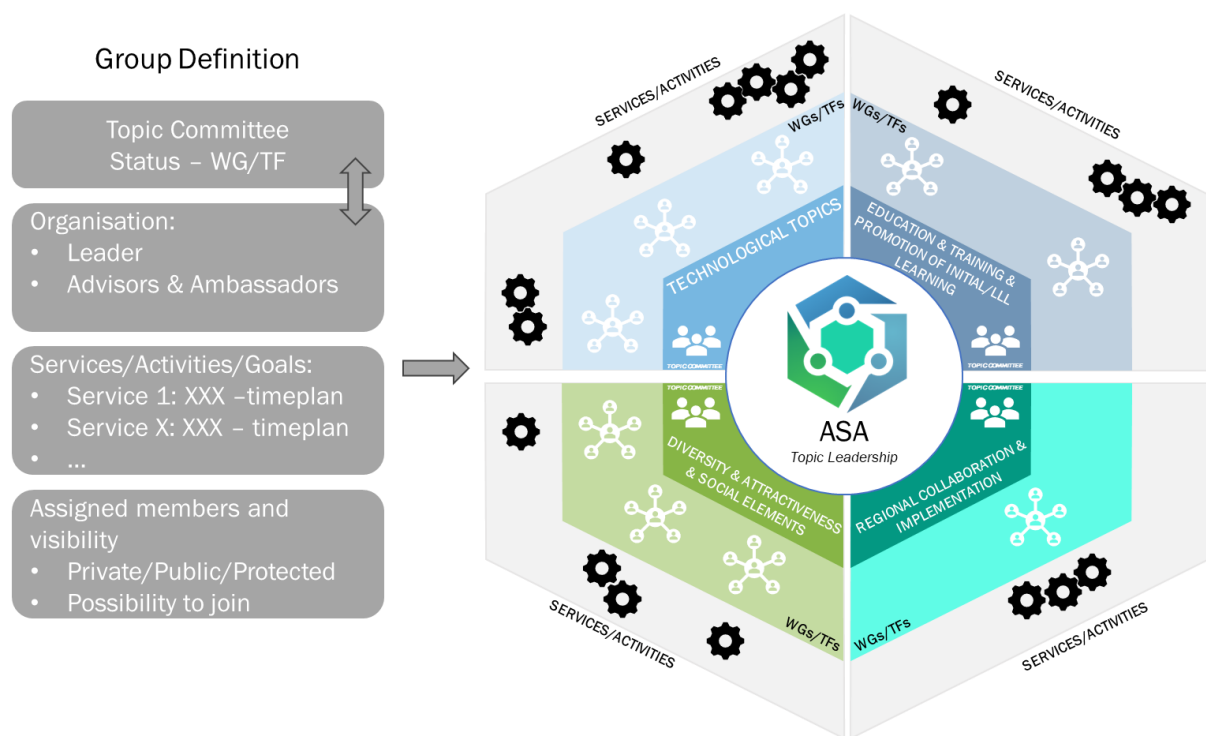 Group Definition
Topic Committee
Status – WG/TF
Organisation:
• Leader
• Advisors & Ambassadors
Services/Activities/Goals:
• Service 1: XXX –timeplan
• Service X: XXX – timeplan
• ...
Assigned members and
visibility
• Private/Public/Protected
• Possibility to join
SERVICES/ACTIVITIES
WGs/TFs
TECHNOLOGICAL TOPICS
TOPIC COMMITTEE
SERVICES/ACTIVITIES
WGs/TFs
EDUCATION & TRAINING &
PROMOTION OF INITIAL/LLL
LEARNING
TOPIC COMMITTEE
ASA
Topic Leadership
TOPIC COMMITTEE
DIVERSITY & ATTRACTIVENESS
& SOCIAL ELEMENTS
WGs/TFs
SERVICES/ACTIVITIES
TOPIC COMMITTEE
REGIONAL COLLABORATION &
IMPLEMENTATION
WGs/TFs
SERVICES/ACTIVITIES